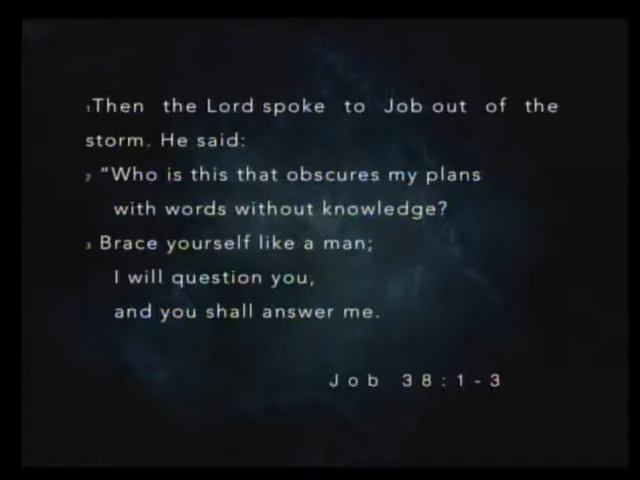 1Then the Lord spoke to Job out of the
storm. He said:
2 “Who is this that obscures my plans
with words without knowledge?
3 Brace yourself like a man;
I will question you,
and you shall answer me.
Job 38:1-3